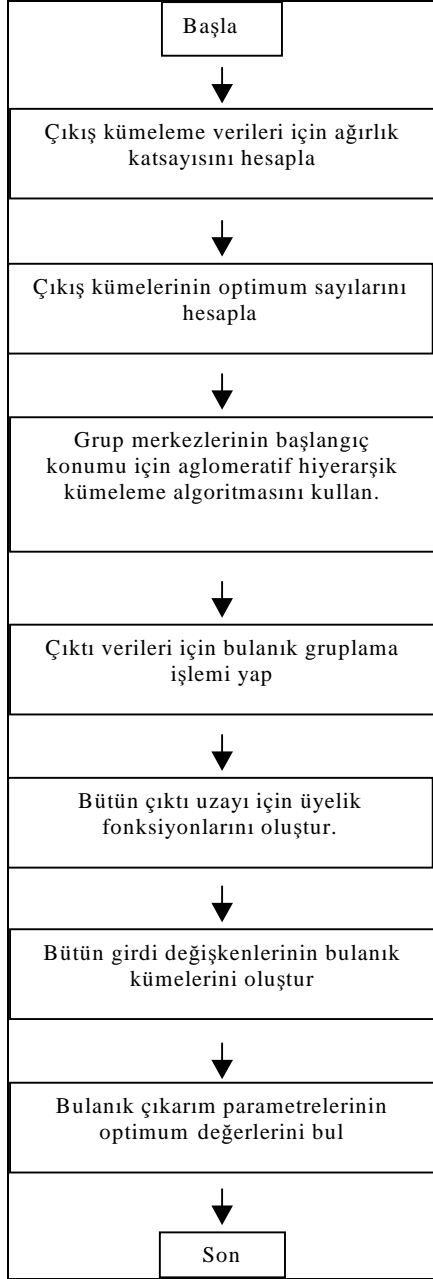 Başla
Çıkış kümeleme verileri için ağırlık
katsayısını hesapla
Çıkış kümelerinin optimum sayılarını
hesapla
Grup merkezlerinin başlangıç
konumu için aglomeratif hiyerarşik
kümeleme algoritmasını kullan.
Çıktı verileri için bulanık gruplama
işlemi yap
Bütün çıktı uzayı için üyelik
fonksiyonlarını oluştur.
Bütün girdi değişkenlerinin bulanık
kümelerini oluştur
Bulanık çıkarım parametrelerinin
optimum değerlerini bul
Son